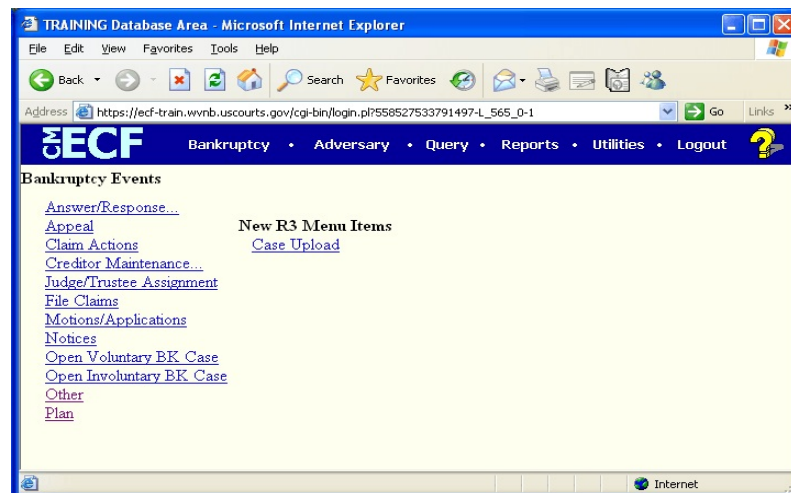 TRAINING Database Area - Microsoft Internet Explorer
File Edit View Favorites Tools Help
Back Search Favorites
Address https://ecf-train.wvnb.uscourts.gov/cgi-bin/login.pl?558527533791497-L_565_0-1 Go Links »
CM ECF Bankruptcy • Adversary • Query • Reports • Utilities • Logout ?
Bankruptcy Events
Answer/Response...
Appeal New R3 Menu Items
Claim Actions Case Upload
Creditor Maintenance...
Judge/Trustee Assignment
File Claims
Motions/Applications
Notices
Open Voluntary BK Case
Open Involuntary BK Case
Other
Plan
Internet